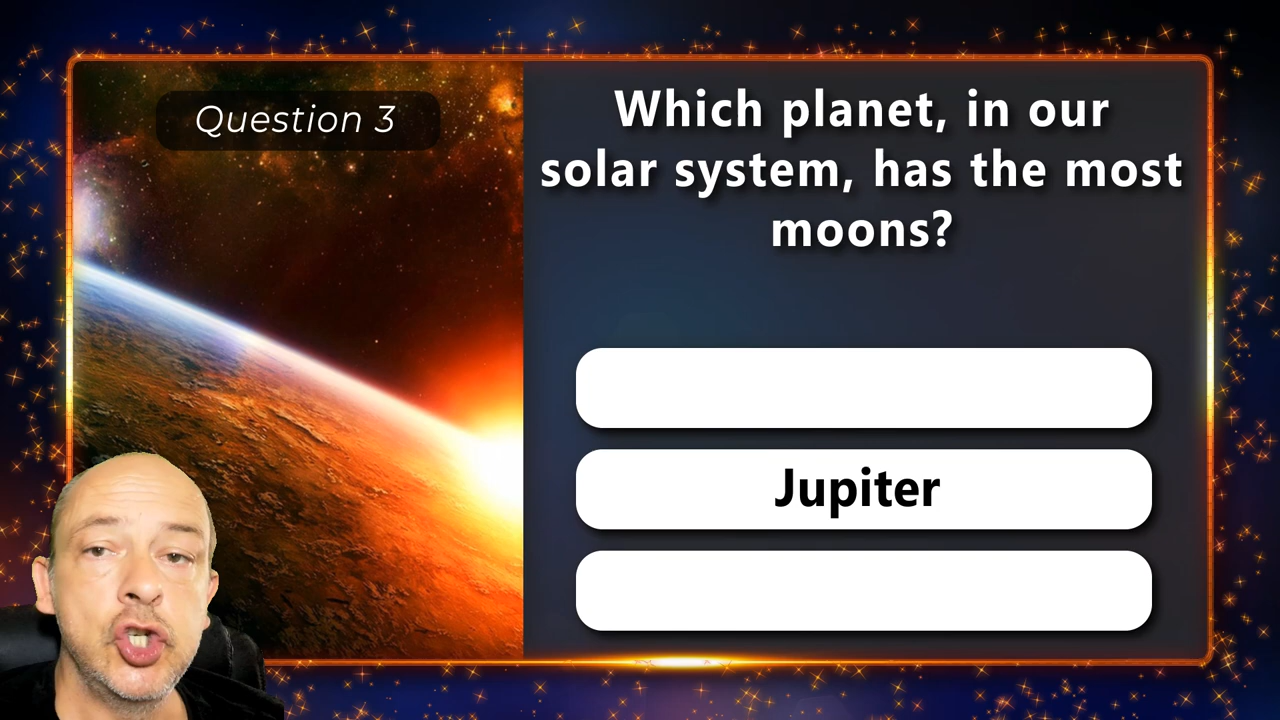 Question 3
Which planet, in our
solar system, has the most
moons?
Jupiter